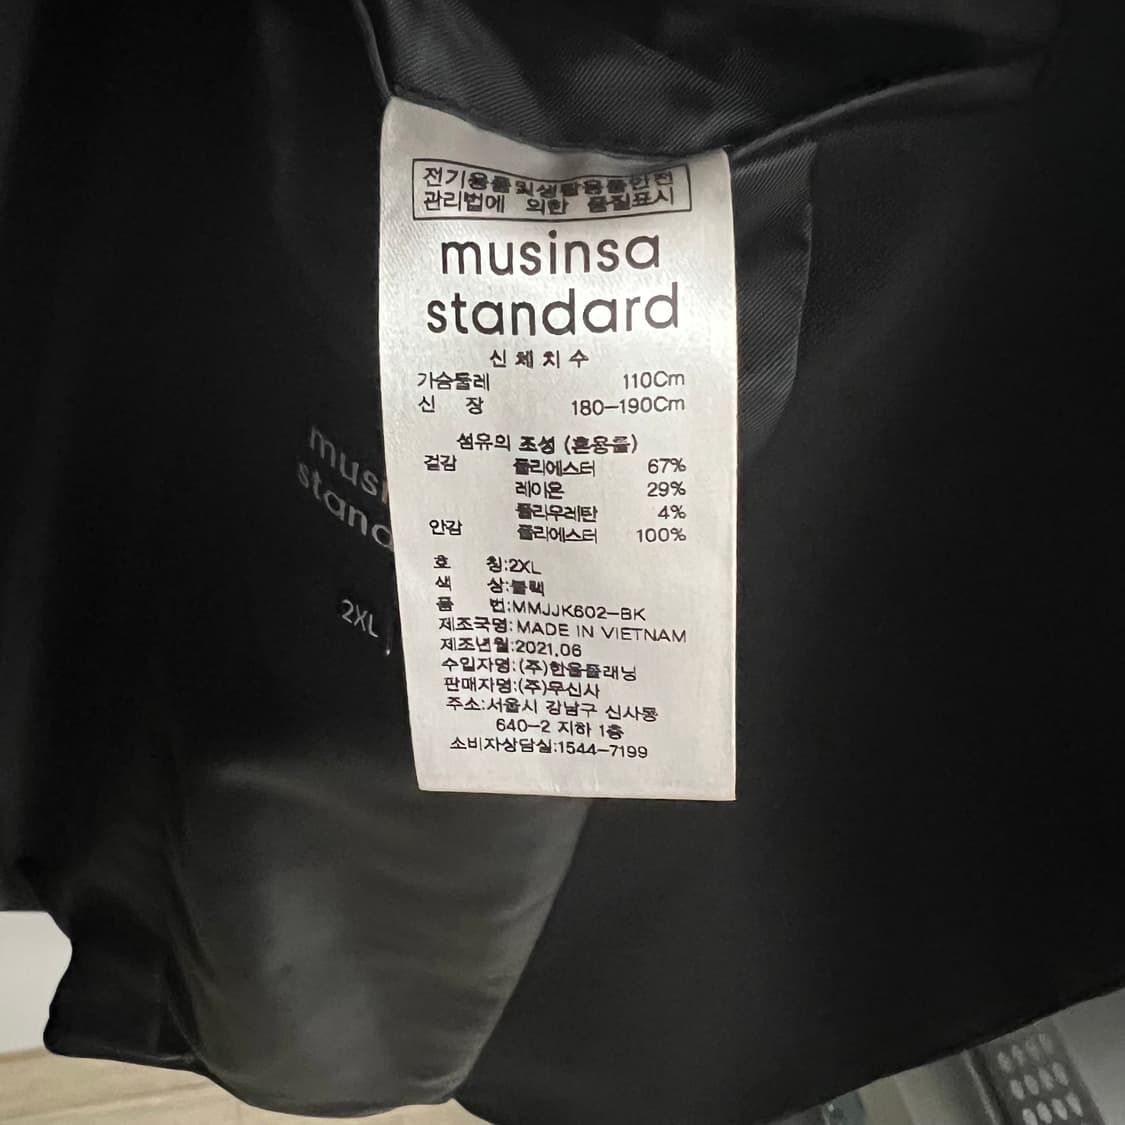 전기용품및생활용품안전
관리법에 의한 품질표시
musinsa
standard
신체치수
가슴둘레 110Cm
신 장 180-190Cm
섬유의 조성 (혼용률)
겉감 폴리에스터 67%
레이온 29%
폴리우레탄 4%
안감 폴리에스터 100%
호 칭:2XL
색 상:블랙
품 번:MMJJK602-BK
제조국명:MADE IN VIETNAM
제조년월:2021.06
수입자명:(주)한울플래닝
판매자명:(주)무신사
주소:서울시 강남구 신사동
640-2 지하 1층
소비자상담실:1544-7199
musi
stand
2XL